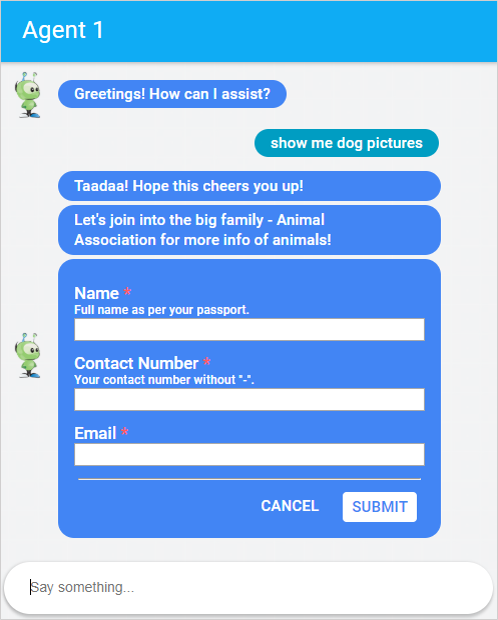 Agent 1
Greetings! How can I assist?
show me dog pictures
Taadaa! Hope this cheers you up!
Let's join into the big family - Animal
Association for more info of animals!
Name *
Full name as per your passport.
Contact Number *
Your contact number without "-".
Email *
CANCEL SUBMIT
Say something...